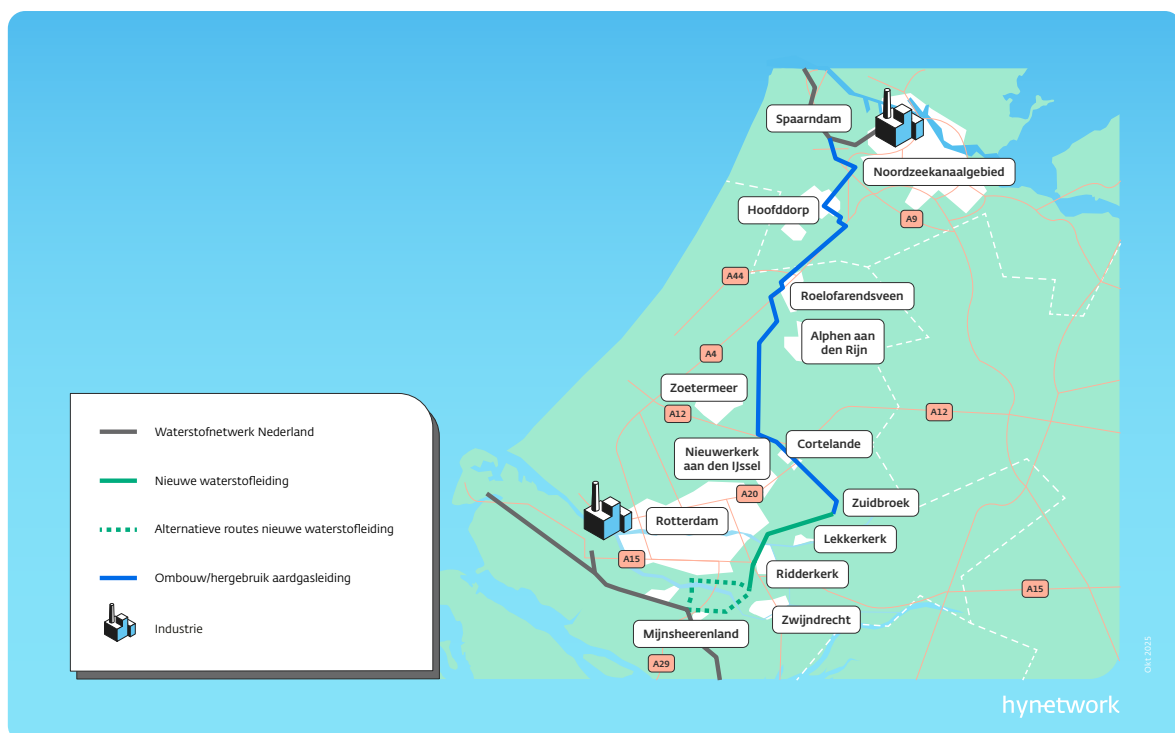 Spaarndam
Noordzeekanaalgebied
Hoofddorp
A9
A44
Roelofarendsveen
Alphen aan
den Rijn
A4
Zoetermeer
A12
A12
Cortelande
Nieuwerkerk
aan den IJssel
A20
Zuidbroek
Rotterdam
Lekkerkerk
A15
Ridderkerk
A15
Zwijndrecht
Mijnsheerenland
A29
Waterstofnetwerk Nederland
Nieuwe waterstofleiding
Alternatieve routes nieuwe waterstofleiding
Ombouw/hergebruik aardgasleiding
Industrie
Okt 2025
hynetwork